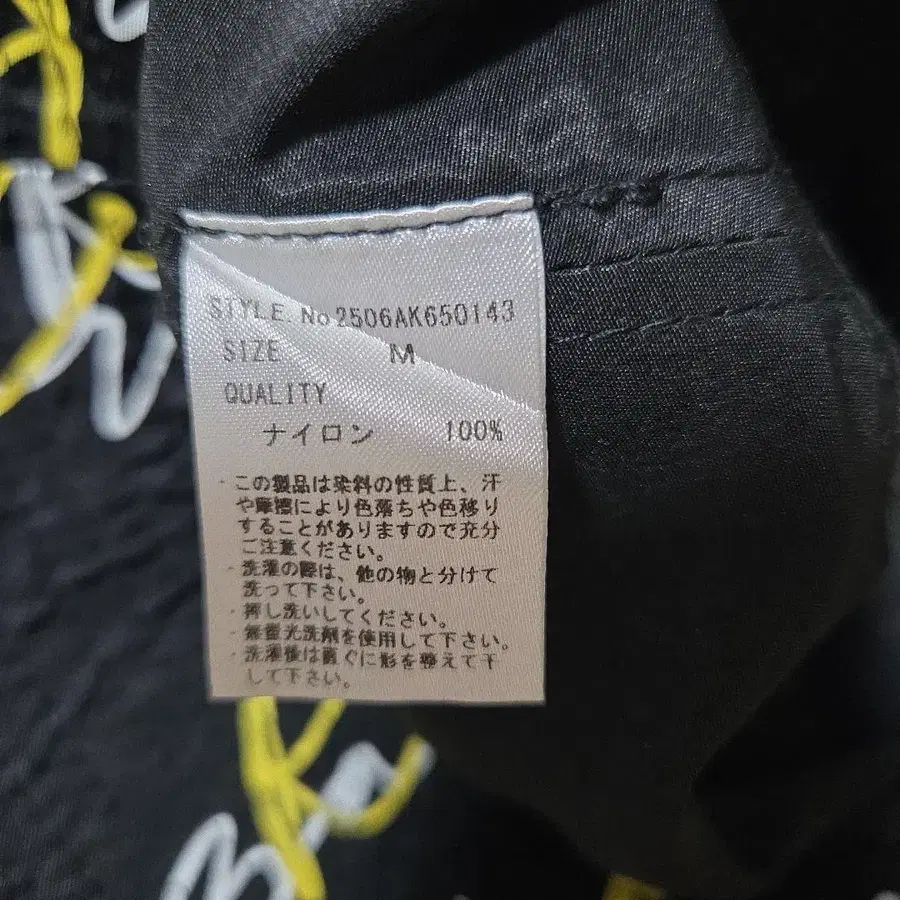 STYLE. No 2506AK650143
SIZE M
QUALITY
ナイロン 100%
・この製品は染料の性質上、汗
や摩擦により色落ちや色移り
することがありますので充分
ご注意ください。
・洗濯の際は、他の物と分けて
洗って下さい。
・押し洗いしてください。
・無蛍光洗剤を使用して下さい。
・洗濯後は直ぐに形を整えて干
して下さい。